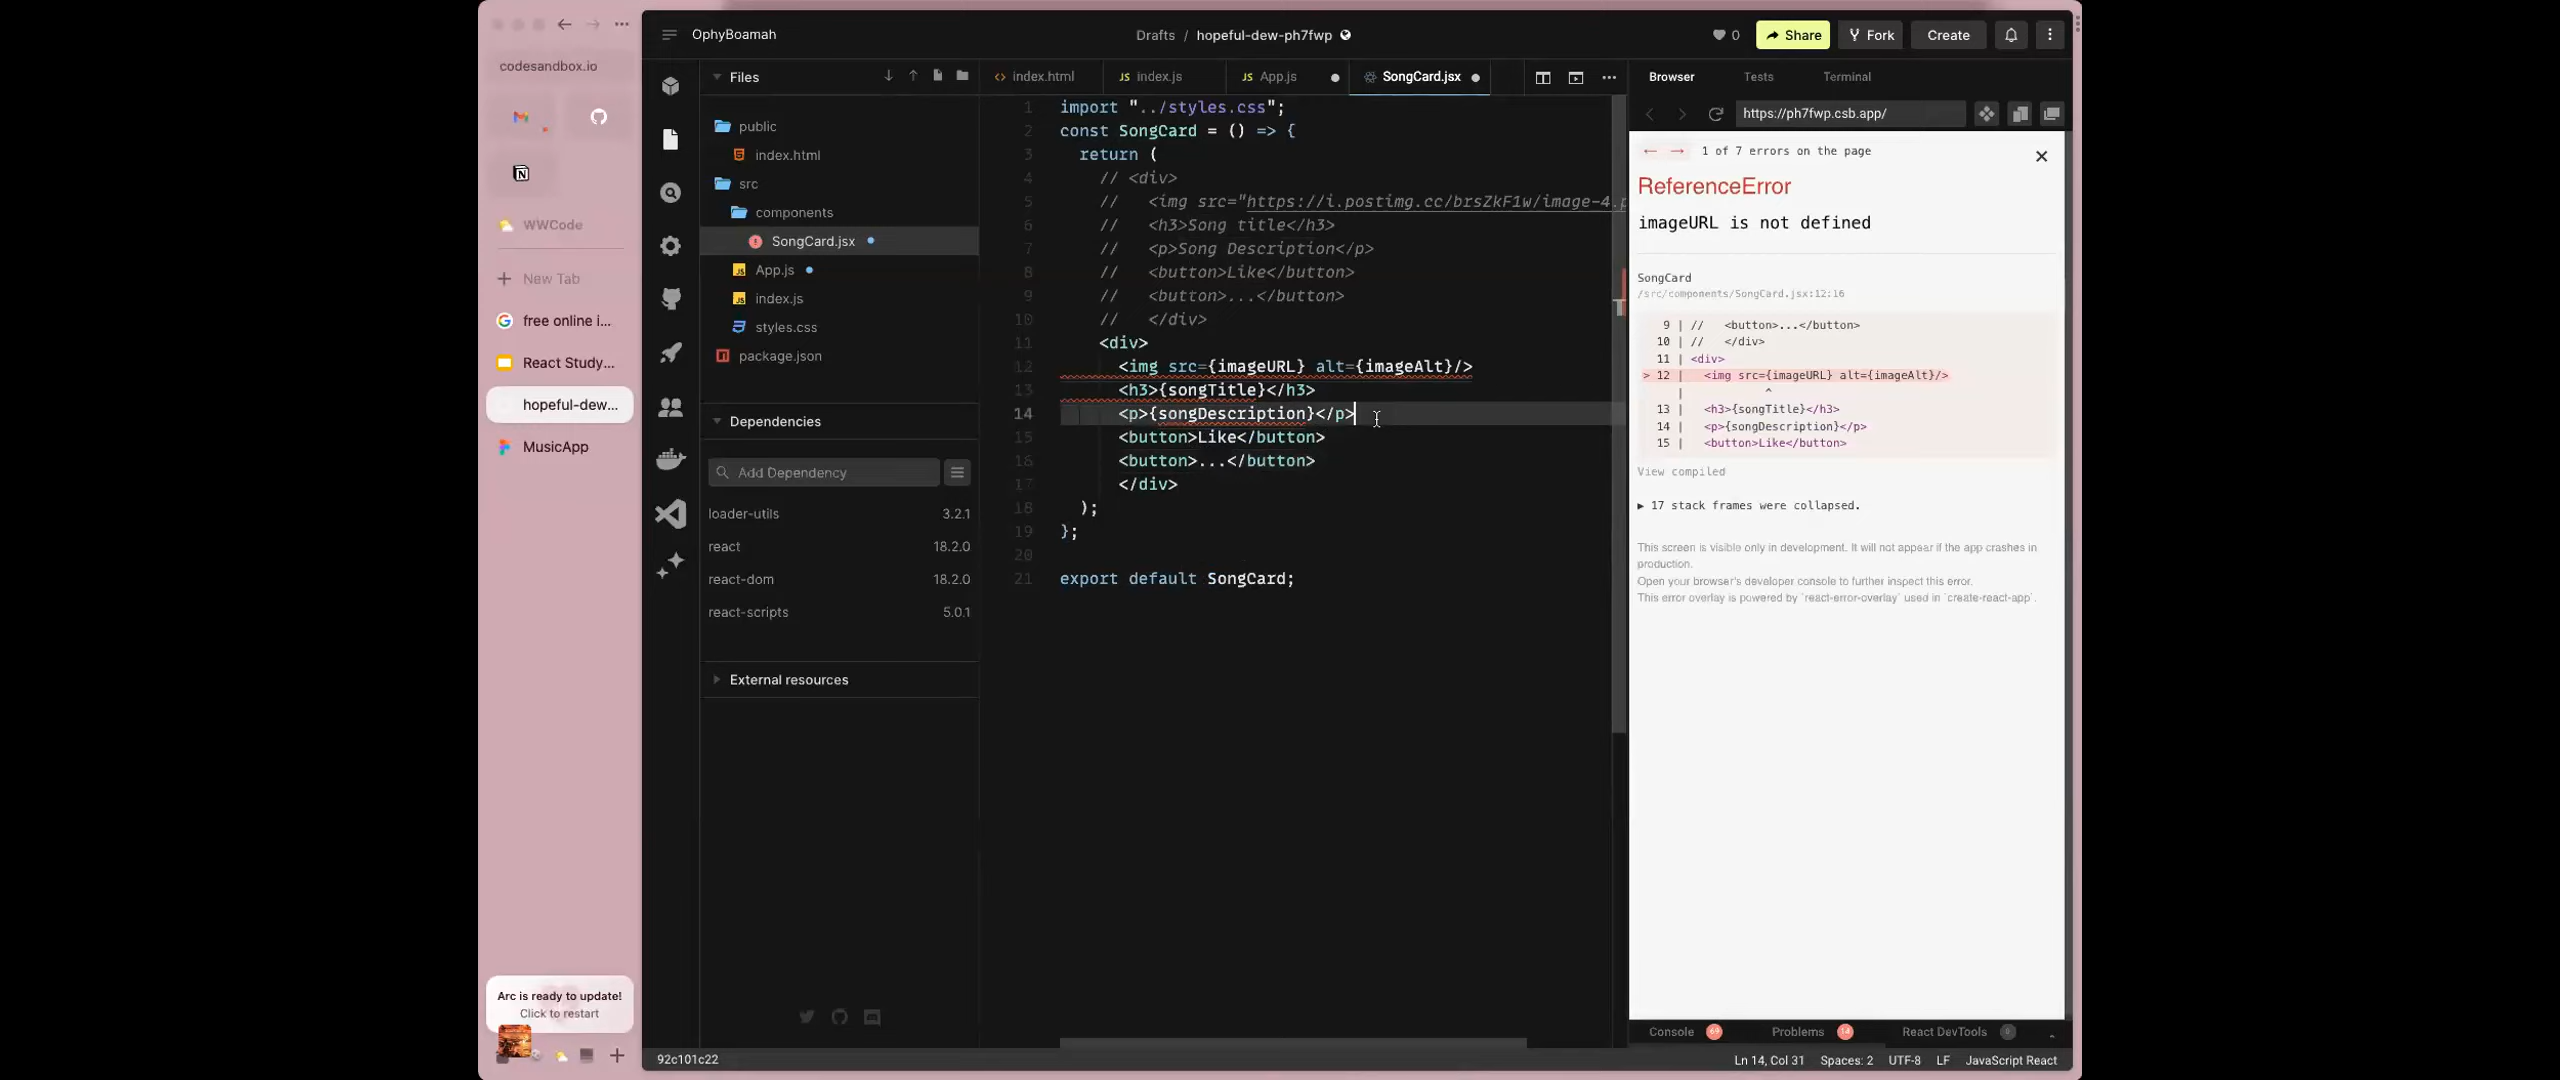 OphyBoamah
Drafts / hopeful-dew-ph7fwp
0
Share
Fork
Create
codesandbox.io
WWCode
New Tab
free online i...
React Study...
hopeful-dew...
MusicApp
Arc is ready to update!
Click to restart
Files
public
index.html
src
components
SongCard.jsx
App.js
index.js
styles.css
package.json
Dependencies
Add Dependency
loader-utils 3.2.1
react 18.2.0
react-dom 18.2.0
react-scripts 5.0.1
External resources
index.html
JS index.js
JS App.js
SongCard.jsx
1 import "../styles.css";
2 const SongCard = () => {
3 return (
4 // <div>
5 // <img src="https://i.postimg.cc/brsZkF1w/image-4.p
6 // <h3>Song title</h3>
7 // <p>Song Description</p>
8 // <button>Like</button>
9 // <button>...</button>
10 // </div>
11 <div>
12 <img src={imageURL} alt={imageAlt}/>
13 <h3>{songTitle}</h3>
14 <p>{songDescription}</p>
15 <button>Like</button>
16 <button>...</button>
17 </div>
18 );
19 };
20
21 export default SongCard;
Browser
Tests
Terminal
https://ph7fwp.csb.app/
← → 1 of 7 errors on the page
ReferenceError
imageURL is not defined
SongCard
/src/components/SongCard.jsx:12:16
9 | // <button>...</button>
10 | // </div>
11 | <div>
> 12 | <img src={imageURL} alt={imageAlt}/>
| ^
13 | <h3>{songTitle}</h3>
14 | <p>{songDescription}</p>
15 | <button>Like</button>
View compiled
▶ 17 stack frames were collapsed.
This screen is visible only in development. It will not appear if the app crashes in
production.
Open your browser's developer console to further inspect this error.
This error overlay is powered by `react-error-overlay` used in `create-react-app`.
Console 69
Problems 14
React DevTools 0
92c101c22
Ln 14, Col 31
Spaces: 2
UTF-8
LF
JavaScript React